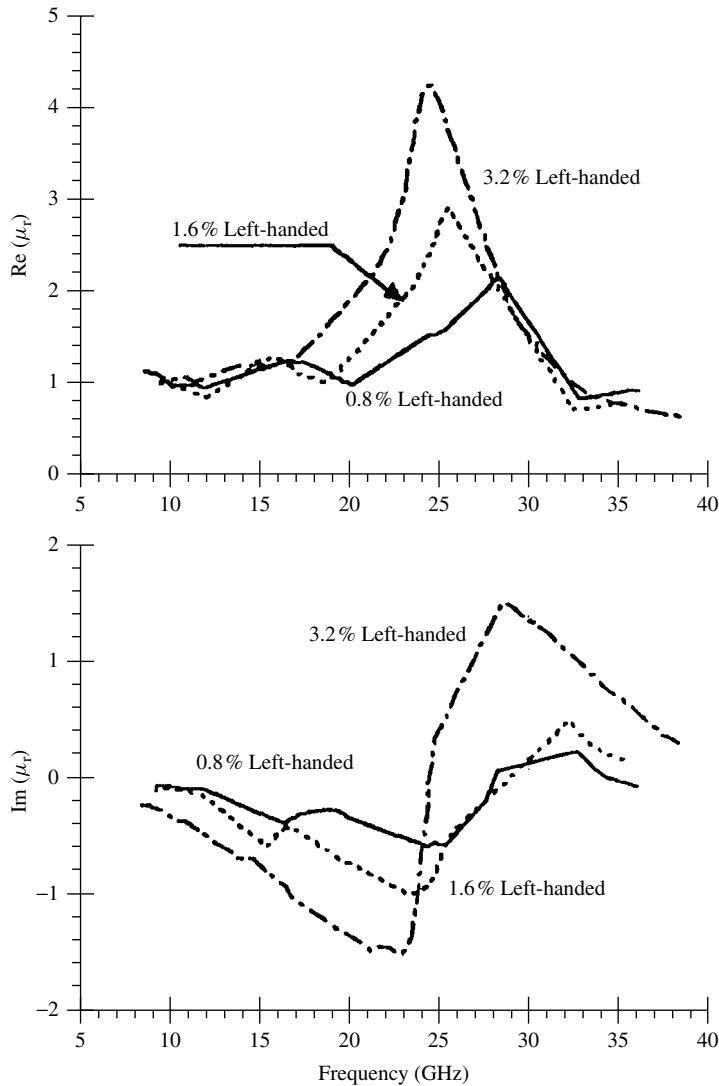 5
4
3
2
1
0
Re (μr)
3.2% Left-handed
1.6% Left-handed
0.8% Left-handed
5 10 15 20 25 30 35 40
2
1
0
−1
−2
Im (μr)
3.2% Left-handed
0.8% Left-handed
1.6% Left-handed
5 10 15 20 25 30 35 40
Frequency (GHz)